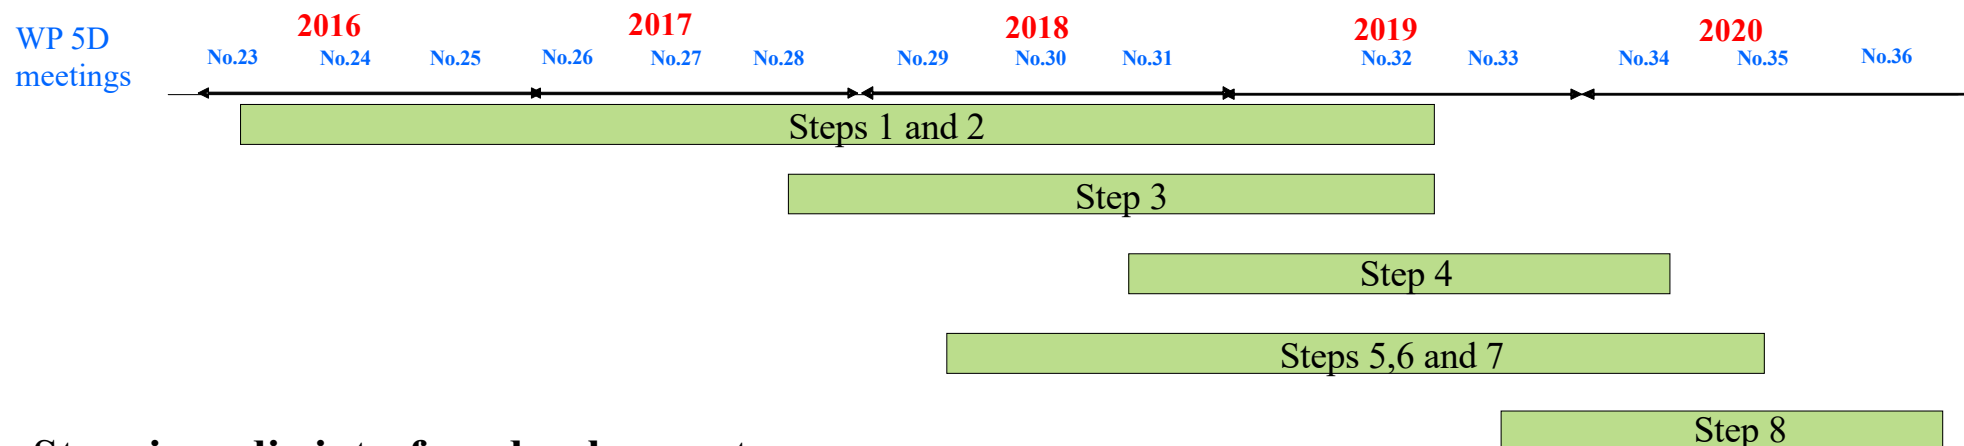 WP 5D
meetings
2016 2017 2018 2019 2020
No.23 No.24 No.25 No.26 No.27 No.28 No.29 No.30 No.31 No.32 No.33 No.34 No.35 No.36
Steps 1 and 2
Step 3
Step 4
Steps 5,6 and 7
Step 8